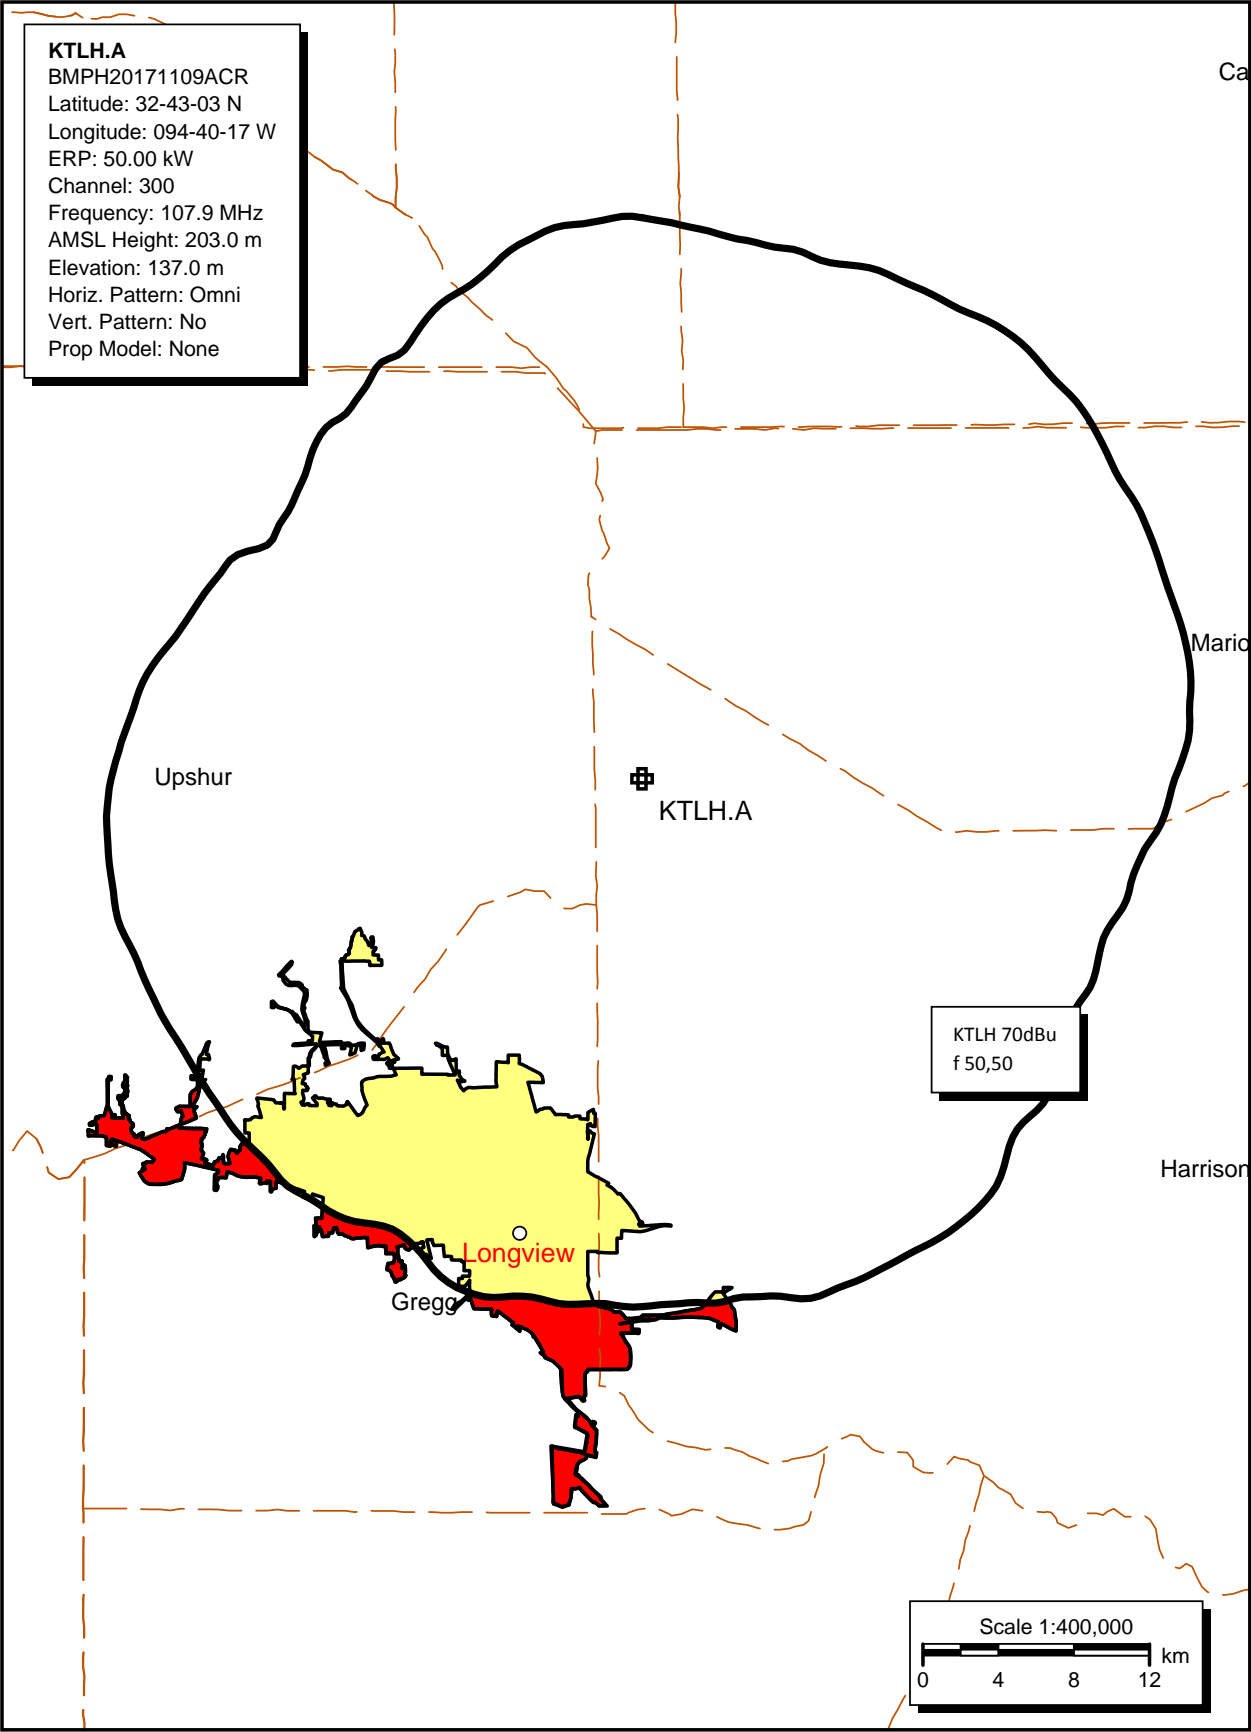 KTLH.A
BMPH20171109ACR
Latitude: 32-43-03 N
Longitude: 094-40-17 W
ERP: 50.00 kW
Channel: 300
Frequency: 107.9 MHz
AMSL Height: 203.0 m
Elevation: 137.0 m
Horiz. Pattern: Omni
Vert. Pattern: No
Prop Model: None
Ca
Mario
Upshur
KTLH.A
KTLH 70dBu
f 50,50
Harrison
Longview
Gregg
Scale 1:400,000
km
0 4 8 12